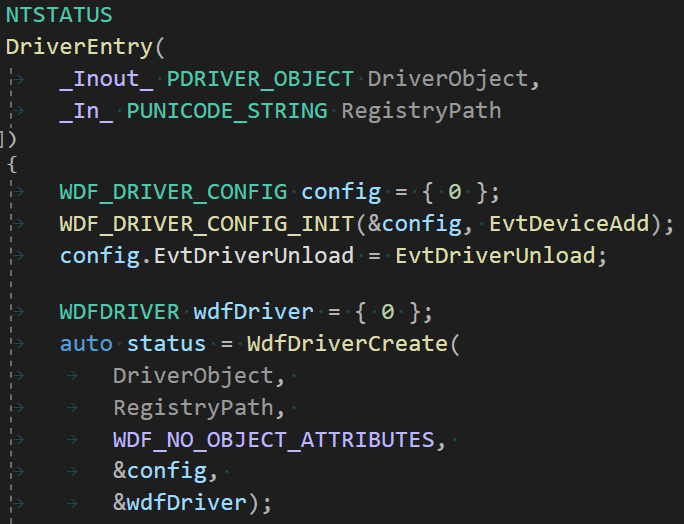 NTSTATUS
DriverEntry(
_Inout_ PDRIVER_OBJECT DriverObject,
_In_ PUNICODE_STRING RegistryPath
)
{
WDF_DRIVER_CONFIG config = { 0 };
WDF_DRIVER_CONFIG_INIT(&config, EvtDeviceAdd);
config.EvtDriverUnload = EvtDriverUnload;
WDFDRIVER wdfDriver = { 0 };
auto status = WdfDriverCreate(
DriverObject,
RegistryPath,
WDF_NO_OBJECT_ATTRIBUTES,
&config,
&wdfDriver);